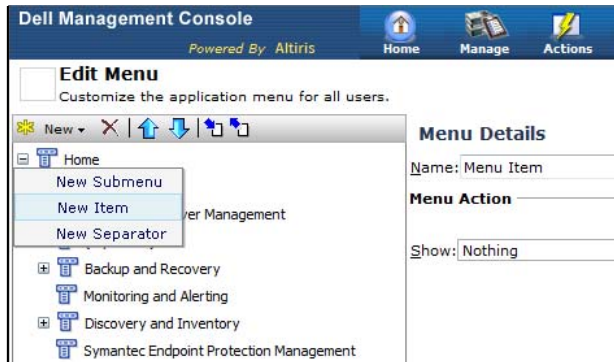 Dell Management Console
Powered By Altiris
Home Manage Actions
Edit Menu
Customize the application menu for all users.
New
Home
New Submenu
New Item
New Separator
Management
Backup and Recovery
Monitoring and Alerting
Discovery and Inventory
Symantec Endpoint Protection Management
Menu Details
Name: Menu Item
Menu Action
Show: Nothing